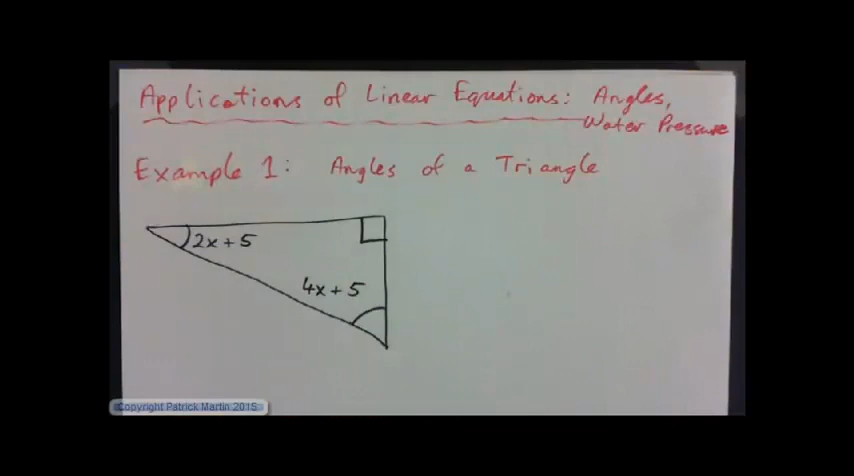 Applications of Linear Equations: Angles,
Water Pressure
Example 1: Angles of a Triangle
2x + 5
4x + 5
Copyright Patrick Martin 2015